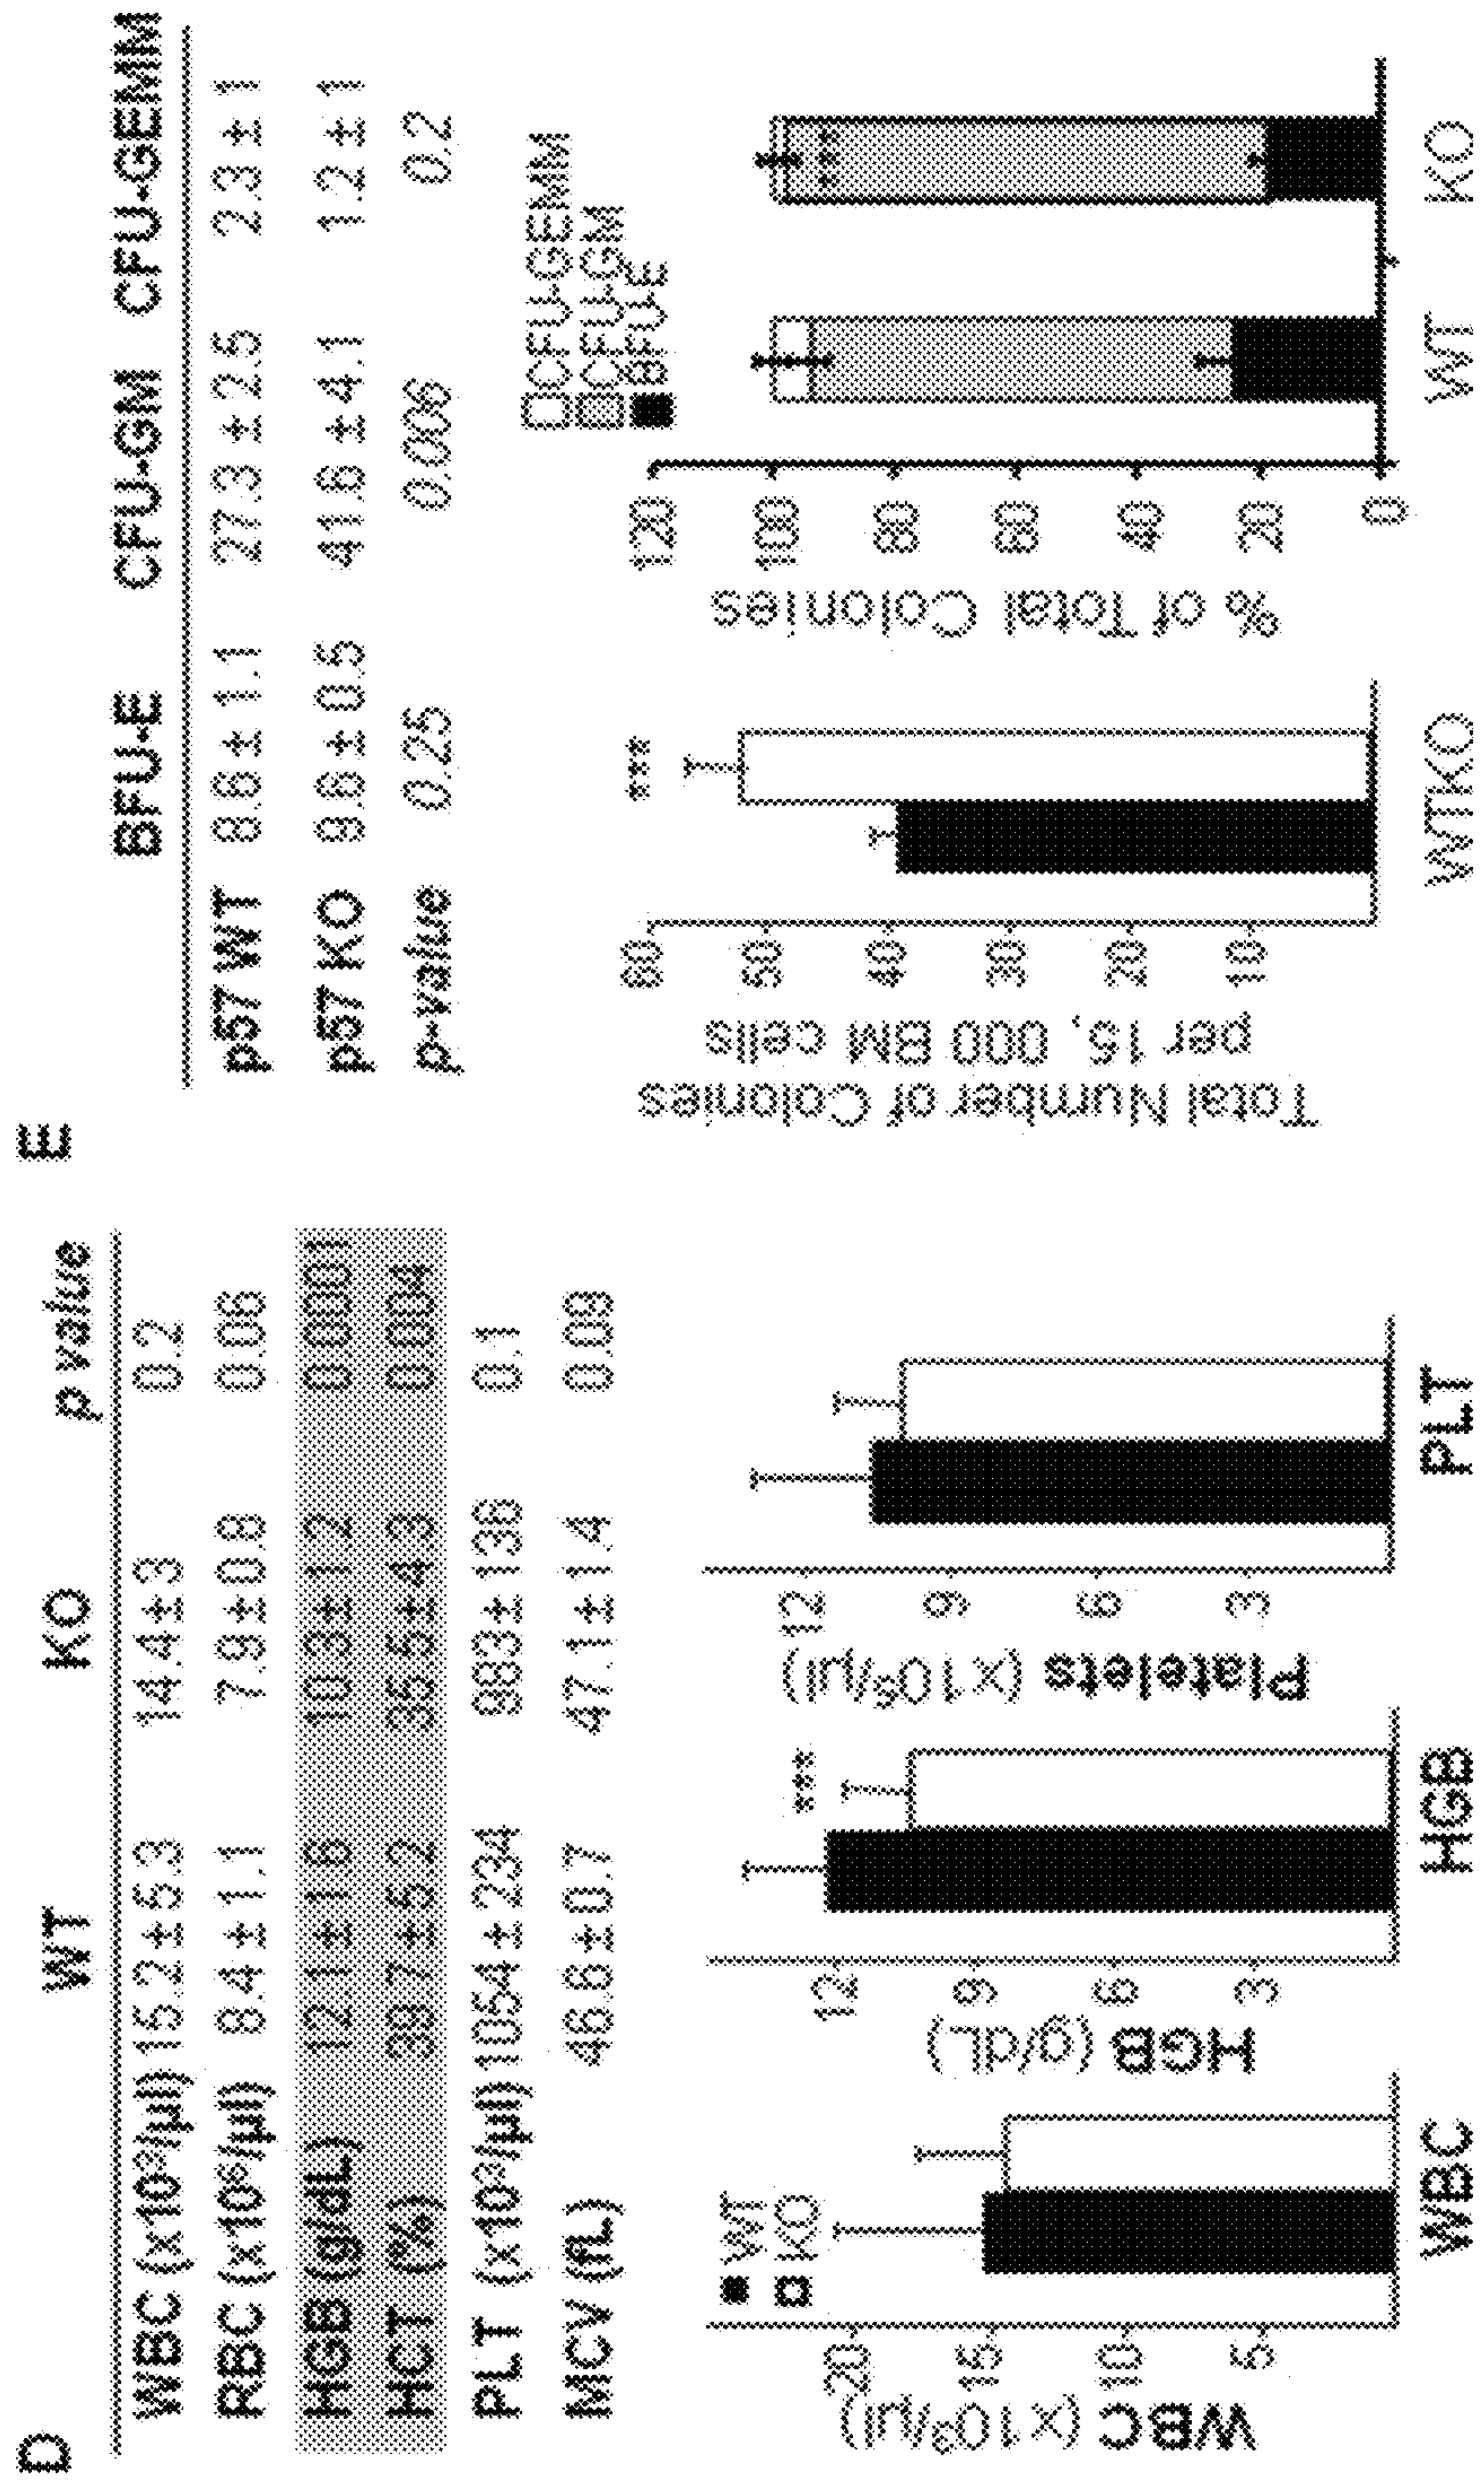 D
WT KO p value
WBC (x10³/µl) 15.2±5.3 14.4±3 0.2
RBC (x10⁶/µl) 8.4±1.1 7.9±0.8 0.06
HGB (g/dL) 12.1±1.6 10.3±1.2 0.0001
HCT (%) 39.7±5.2 35.5±4.3 0.004
PLT (x10³/µl) 1054±234 983±136 0.1
MCV (fL) 46.6±0.7 47.1±1.4 0.09
WBC (x10³/µl)
20
15
10
5
WT
KO
WBC
HGB (g/dL)
12
9
6
3
***
HGB
Platelets (x10⁵/µl)
12
9
6
3
PLT
E
BFU-E CFU-GM CFU-GEMM
p57 WT 8.6±1.1 27.3±2.5 2.3±1
p57 KO 9.6±0.5 41.6±4.1 1.2±1
p-value 0.25 0.006 0.2
Total Number of Colonies
per 15, 000 BM cells
60
50
40
30
20
10
***
WTKO
% of Total Colonies
120
100
80
60
40
20
0
CFU-GEMM
CFU-GM
BFU-E
***
WT KO